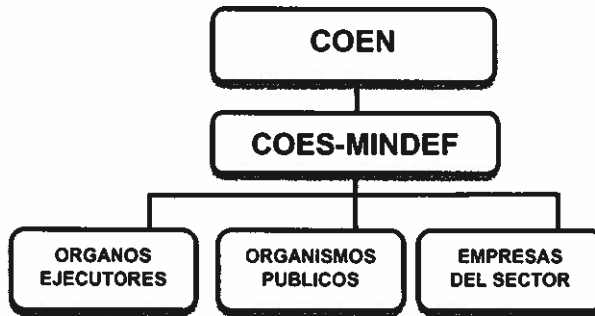 COEN
COES-MINDEF
ORGANOS
EJECUTORES
ORGANISMOS
PUBLICOS
EMPRESAS
DEL SECTOR